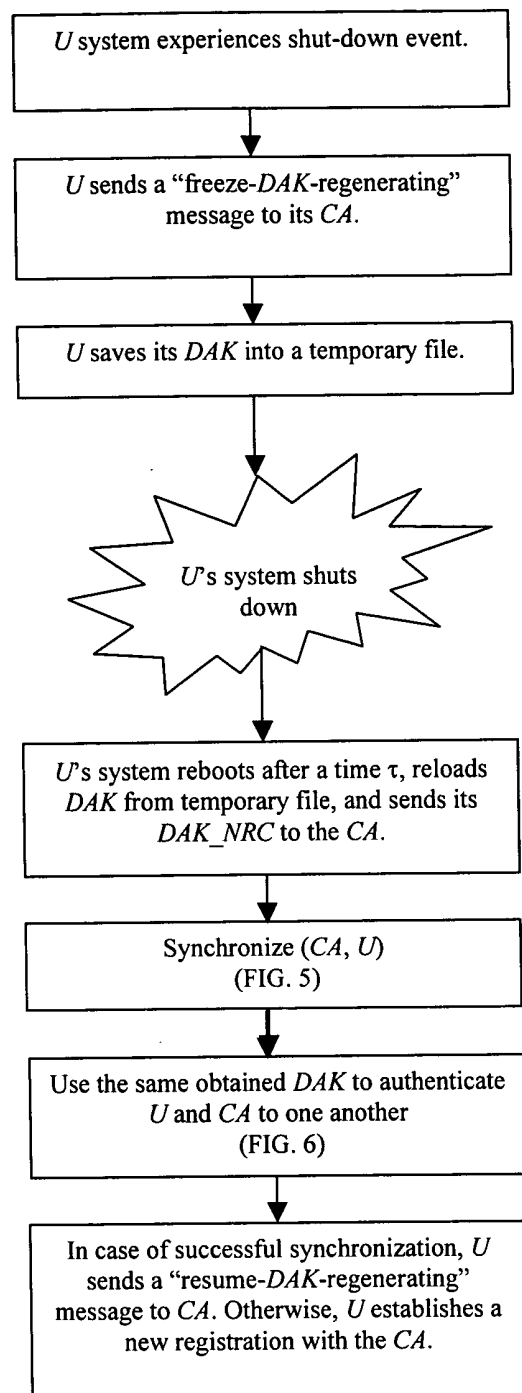 U system experiences shut-down event.
U sends a “freeze-DAK-regenerating”
message to its CA.
U saves its DAK into a temporary file.
U’s system shuts
down
U’s system reboots after a time τ, reloads
DAK from temporary file, and sends its
DAK_NRC to the CA.
Synchronize (CA, U)
(FIG. 5)
Use the same obtained DAK to authenticate
U and CA to one another
(FIG. 6)
In case of successful synchronization, U
sends a “resume-DAK-regenerating”
message to CA. Otherwise, U establishes a
new registration with the CA.